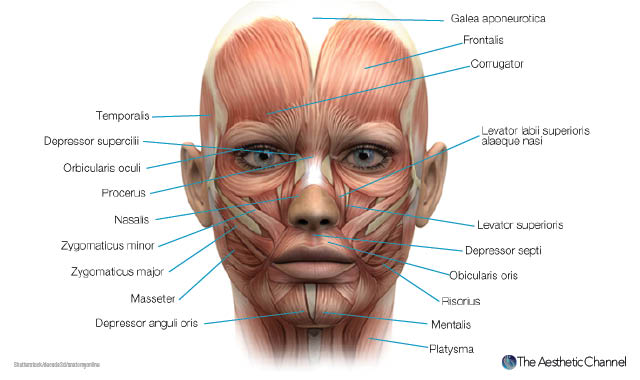 Galea aponeurotica
Frontalis
Corrugator
Temporalis
Depressor supercilii
Levator labii superioris
alaeque nasi
Orbicularis oculi
Procerus
Nasalis
Levator superioris
Zygomaticus minor
Depressor septi
Zygomaticus major
Obicularis oris
Masseter
Risorius
Depressor anguli oris
Mentalis
Platysma
The Aesthetic Channel